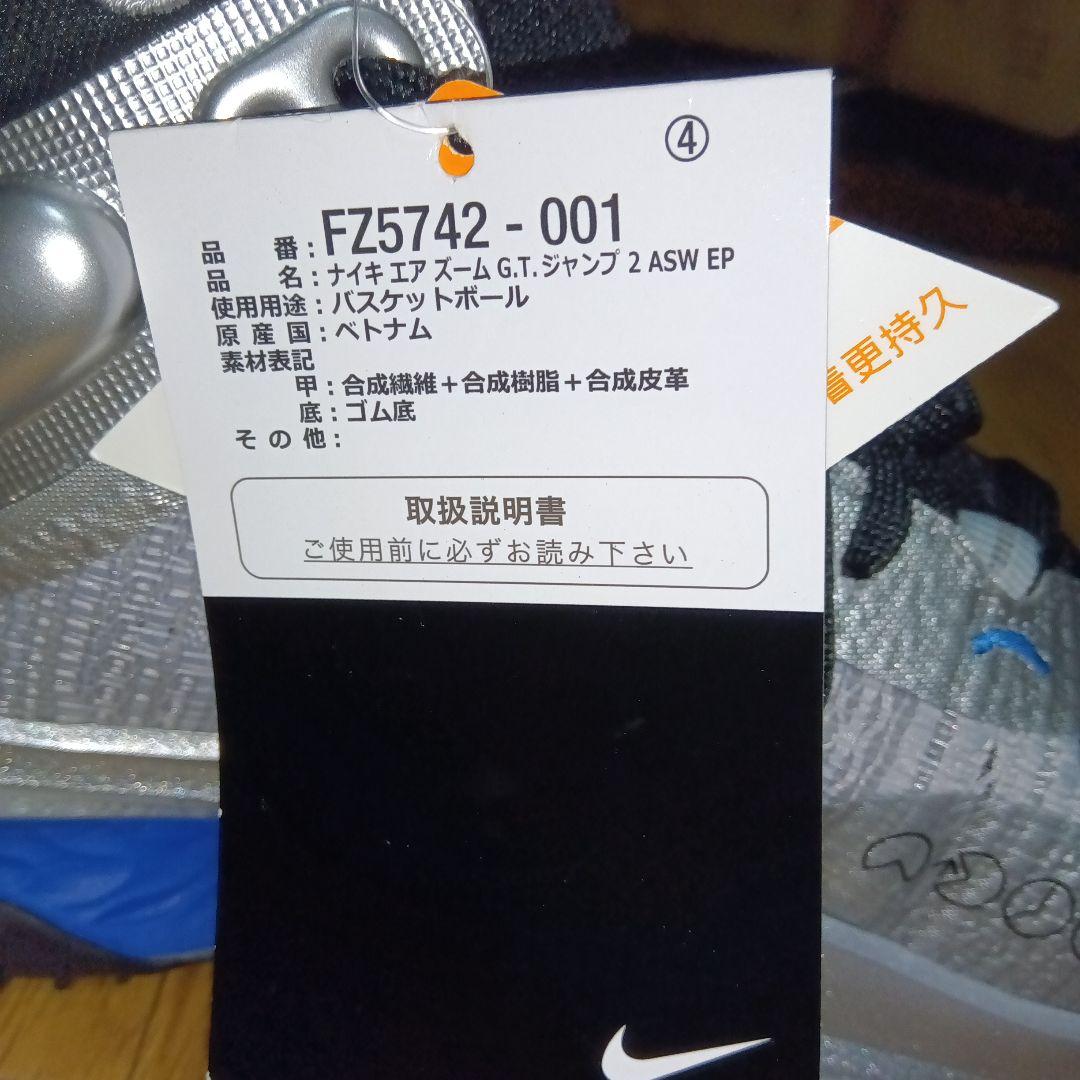 ④
品 番 : FZ5742 - 001
品 名 : ナイキ エア ズーム G.T. ジャンプ 2 ASW EP
使用用途 : バスケットボール
原 産 国 : ベトナム
素材表記
甲 : 合成繊維＋合成樹脂＋合成皮革
底 : ゴム底
そ の 他 :
取扱説明書
ご使用前に必ずお読み下さい
更持久